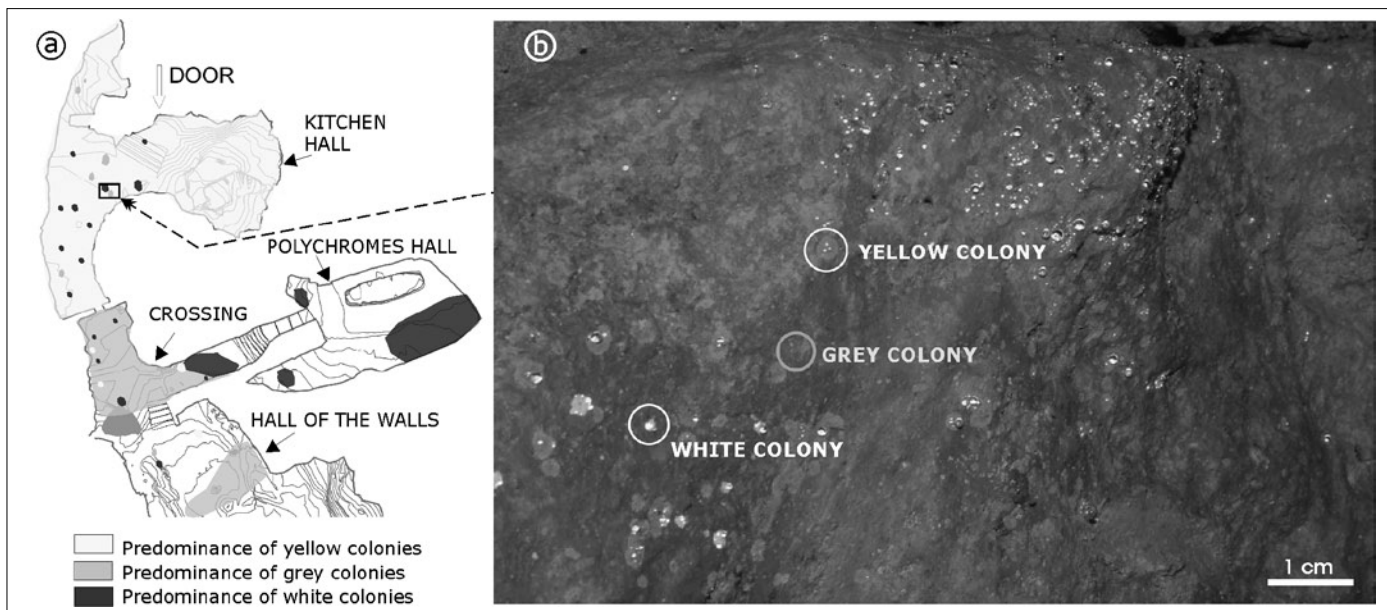 a
DOOR
KITCHEN
HALL
POLYCHROMES HALL
CROSSING
HALL OF THE WALLS
Predominance of yellow colonies
Predominance of grey colonies
Predominance of white colonies
b
YELLOW COLONY
GREY COLONY
WHITE COLONY
1 cm